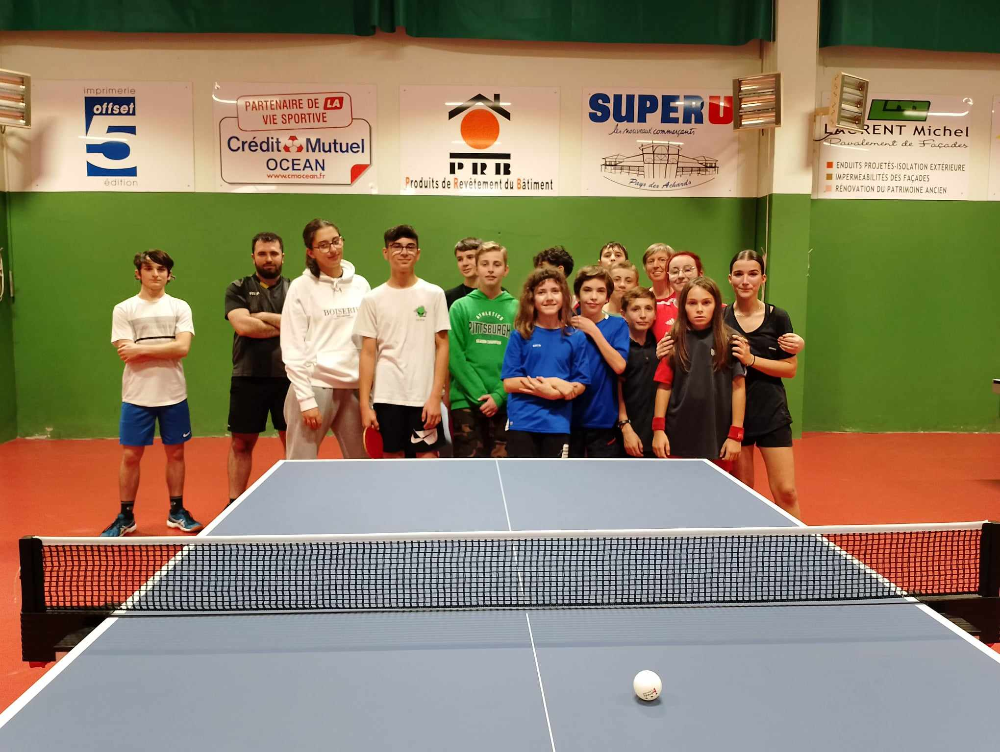 imprimerie
offset
5
édition
PARTENAIRE DE LA
VIE SPORTIVE
Crédit Mutuel
OCEAN
www.cmocean.fr
PRB
Produits de Revêtement du Bâtiment
SUPER U
les nouveaux commerçants
Pays des Achards
LM
LAURENT Michel
Ravalement de Façades
ENDUITS PROJETÉS-ISOLATION EXTÉRIEURE
IMPERMÉABILITÉS DES FAÇADES
RÉNOVATION DU PATRIMOINE ANCIEN
BOISERIE
ATHLETICS
PITTSBURGH
SEASON CHAMPION